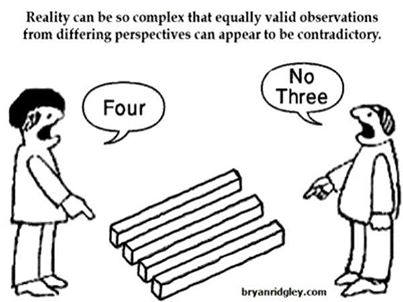 Reality can be so complex that equally valid observations
from differing perspectives can appear to be contradictory.
Four
No
Three
bryanridgley.com